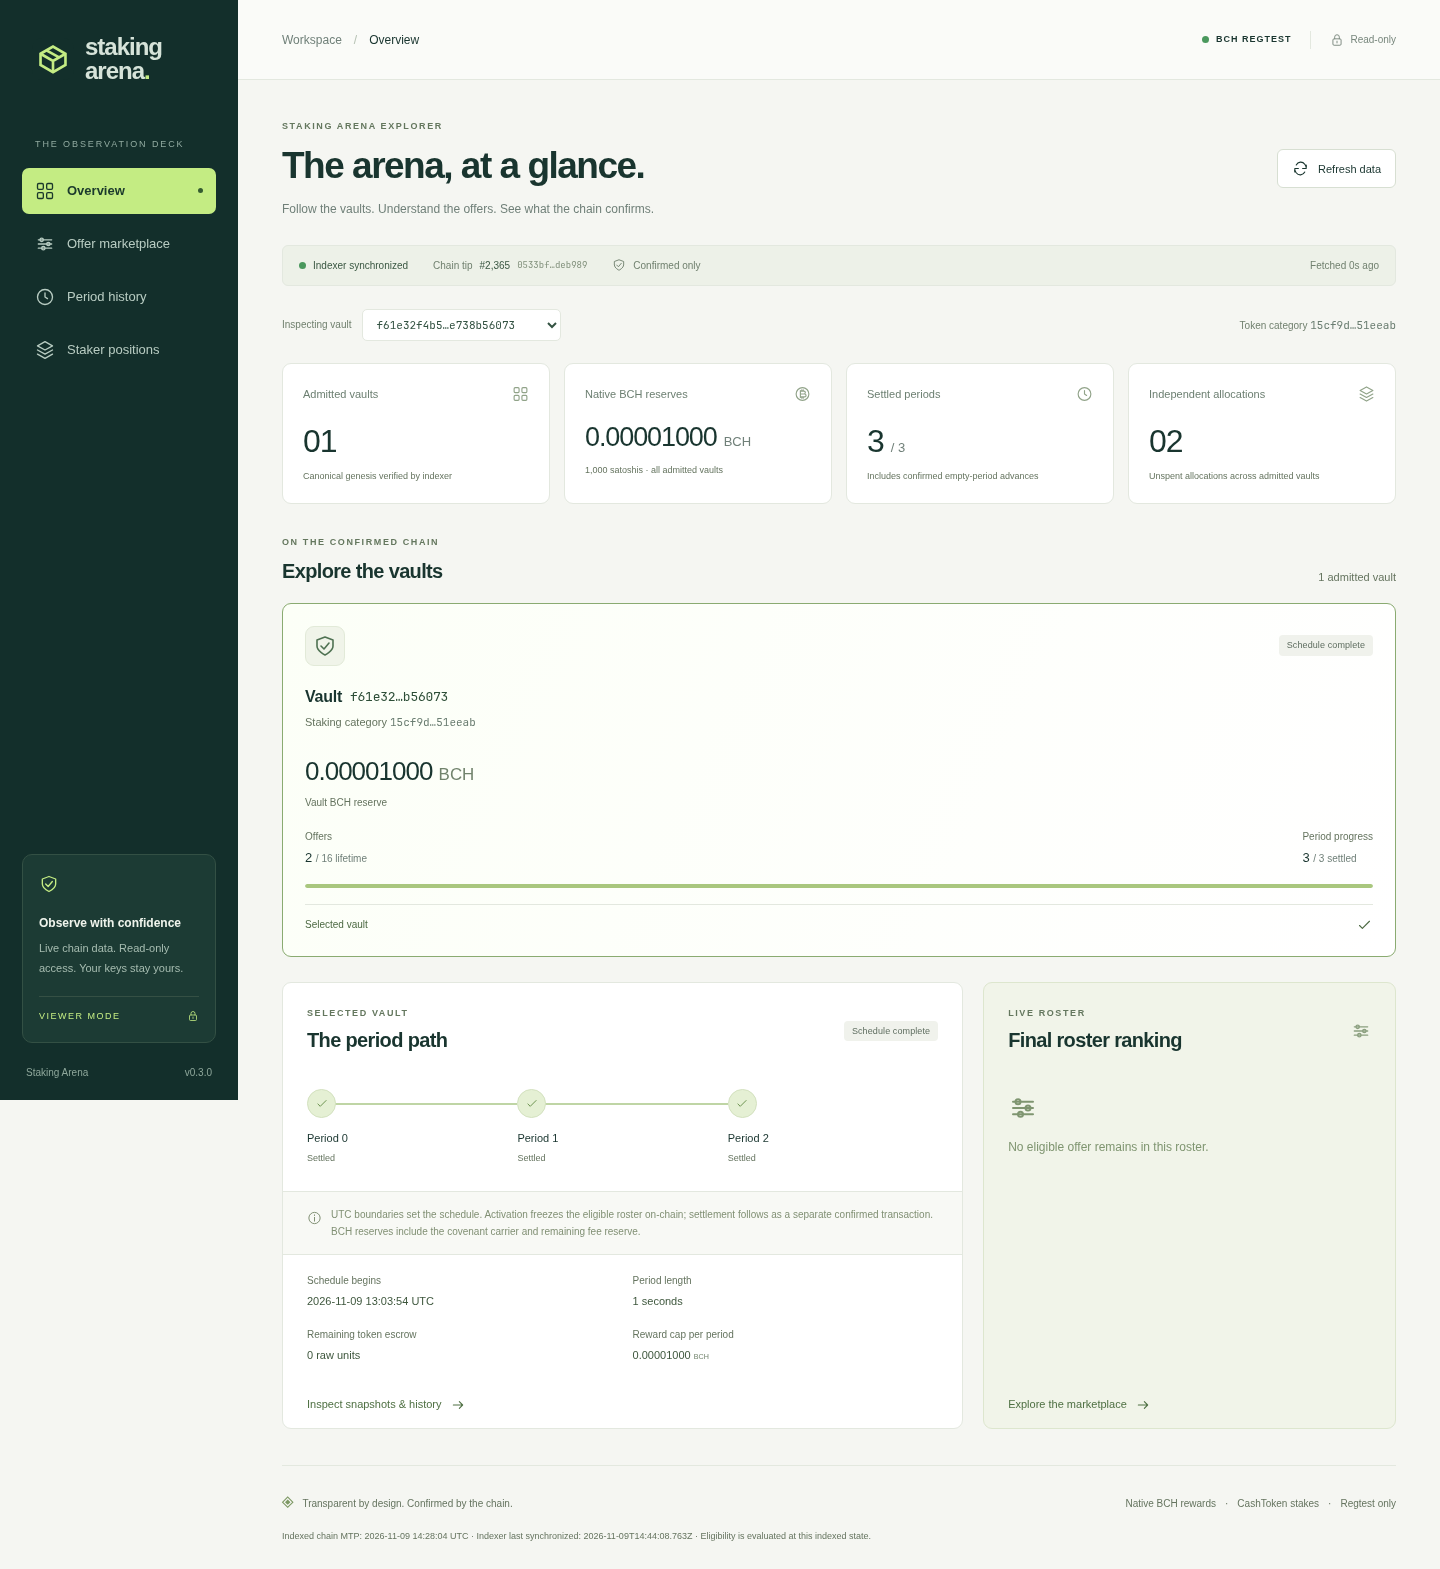 staking
arena.
THE OBSERVATION DECK
Overview
Offer marketplace
Period history
Staker positions
Observe with confidence
Live chain data. Read-only
access. Your keys stay yours.
VIEWER MODE
Staking Arena v0.3.0
Workspace / Overview
BCH REGTEST
Read-only
STAKING ARENA EXPLORER
The arena, at a glance.
Refresh data
Follow the vaults. Understand the offers. See what the chain confirms.
Indexer synchronized Chain tip #2,365 0533bf…deb989 Confirmed only Fetched 0s ago
Inspecting vault f61e32f4b5…e738b56073 Token category 15cf9d…51eeab
Admitted vaults
01
Canonical genesis verified by indexer
Native BCH reserves
0.00001000 BCH
1,000 satoshis · all admitted vaults
Settled periods
3 / 3
Includes confirmed empty-period advances
Independent allocations
02
Unspent allocations across admitted vaults
ON THE CONFIRMED CHAIN
Explore the vaults
1 admitted vault
Schedule complete
Vault f61e32…b56073
Staking category 15cf9d…51eeab
0.00001000 BCH
Vault BCH reserve
Offers Period progress
2 / 16 lifetime 3 / 3 settled
Selected vault
SELECTED VAULT
The period path
Schedule complete
Period 0 Period 1 Period 2
Settled Settled Settled
UTC boundaries set the schedule. Activation freezes the eligible roster on-chain; settlement follows as a separate confirmed transaction.
BCH reserves include the covenant carrier and remaining fee reserve.
Schedule begins Period length
2026-11-09 13:03:54 UTC 1 seconds
Remaining token escrow Reward cap per period
0 raw units 0.00001000 BCH
Inspect snapshots & history
LIVE ROSTER
Final roster ranking
No eligible offer remains in this roster.
Explore the marketplace
Transparent by design. Confirmed by the chain.
Native BCH rewards · CashToken stakes · Regtest only
Indexed chain MTP: 2026-11-09 14:28:04 UTC · Indexer last synchronized: 2026-11-09T14:44:08.763Z · Eligibility is evaluated at this indexed state.